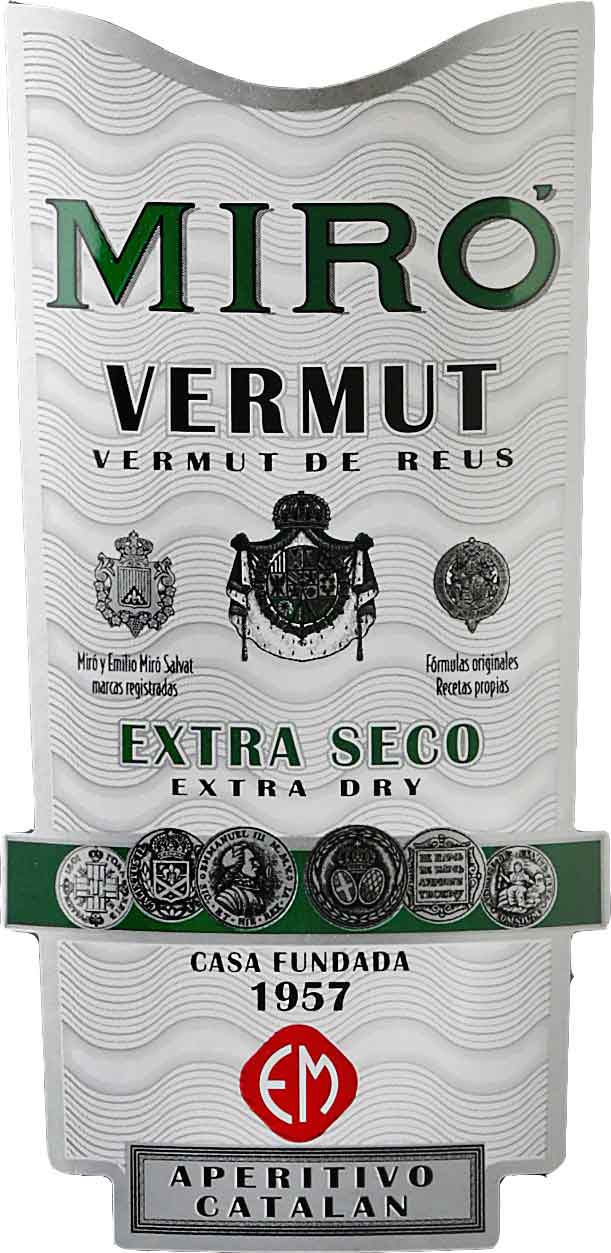 MIRÓ
VERMUT
VERMUT DE REUS
Miró y Emilio Miró Salvat
marcas registradas
Fórmulas originales
Recetas propias
EXTRA SECO
EXTRA DRY
CASA FUNDADA
1957
EM
APERITIVO
CATALAN